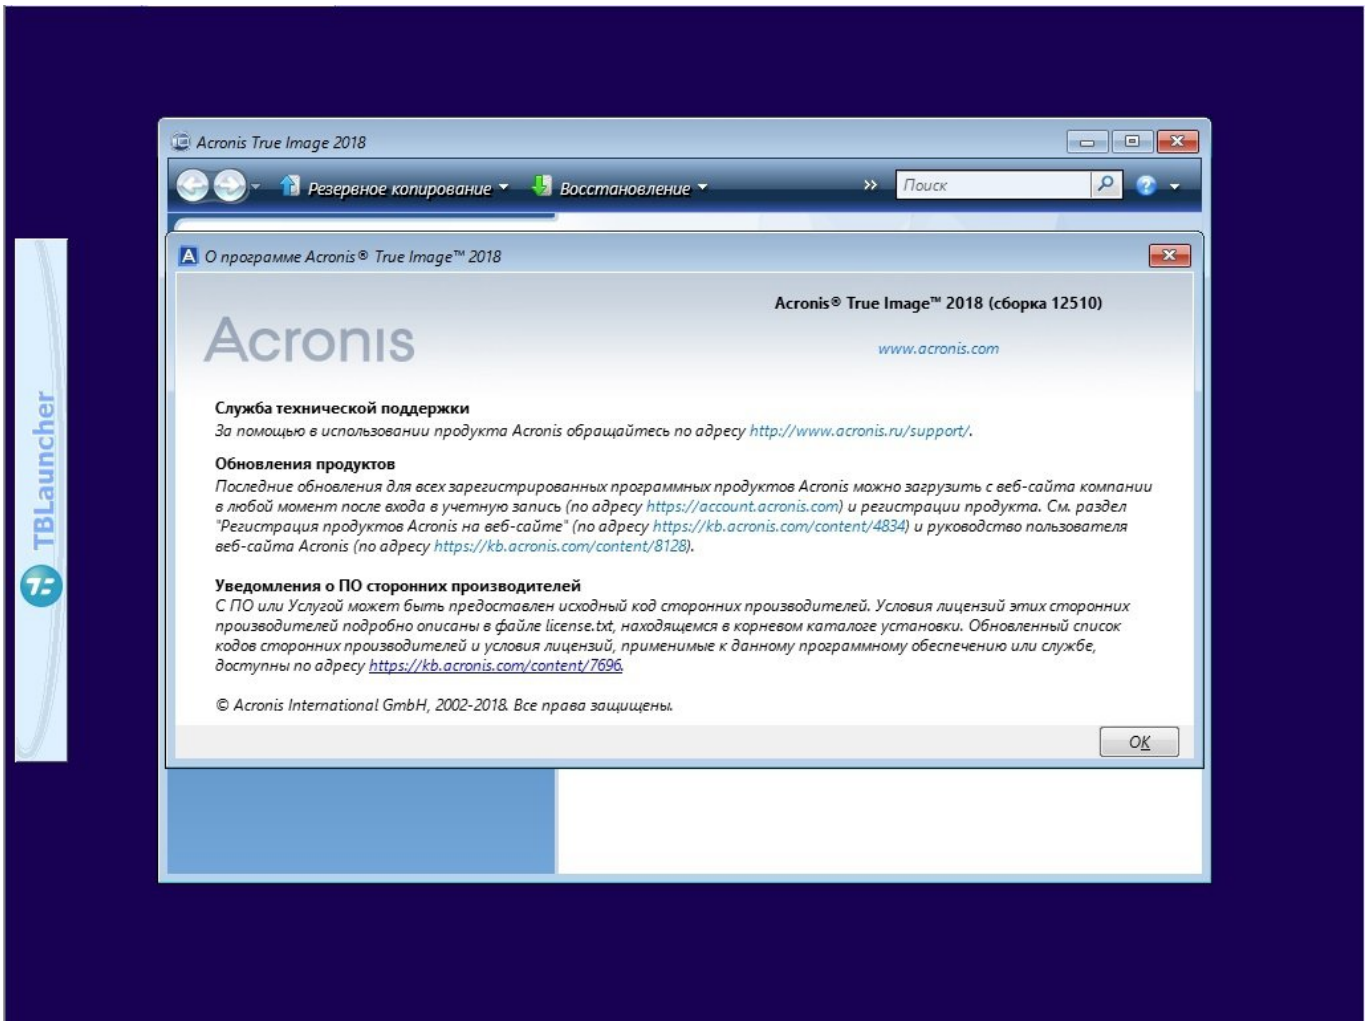 Acronis True Image 2018
Резервное копирование
Восстановление
»
Поиск
О программе Acronis® True Image™ 2018
Acronis® True Image™ 2018 (сборка 12510)
Acronis
www.acronis.com
Служба технической поддержки
За помощью в использовании продукта Acronis обращайтесь по адресу http://www.acronis.ru/support/.
Обновления продуктов
Последние обновления для всех зарегистрированных программных продуктов Acronis можно загрузить с веб-сайта компании
в любой момент после входа в учетную запись (по адресу https://account.acronis.com) и регистрации продукта. См. раздел
"Регистрация продуктов Acronis на веб-сайте" (по адресу https://kb.acronis.com/content/4834) и руководство пользователя
веб-сайта Acronis (по адресу https://kb.acronis.com/content/8128).
Уведомления о ПО сторонних производителей
С ПО или Услугой может быть предоставлен исходный код сторонних производителей. Условия лицензий этих сторонних
производителей подробно описаны в файле license.txt, находящемся в корневом каталоге установки. Обновленный список
кодов сторонних производителей и условия лицензий, применимые к данному программному обеспечению или службе,
доступны по адресу https://kb.acronis.com/content/7696.
© Acronis International GmbH, 2002-2018. Все права защищены.
OK
TBLauncher